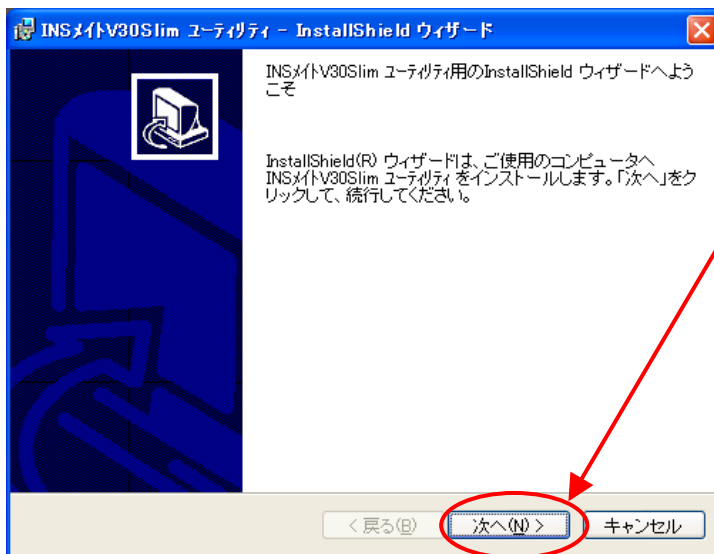 INSﾒｲﾄV30Slim ﾕｰﾃｨﾘﾃｨ - InstallShield ウィザード
INSﾒｲﾄV30Slim ﾕｰﾃｨﾘﾃｨ用のInstallShield ウィザードへよう
こそ
InstallShield(R) ウィザードは、ご使用のコンピュータへ
INSﾒｲﾄV30Slim ﾕｰﾃｨﾘﾃｨ をインストールします。「次へ」をク
リックして、続行してください。
< 戻る(B)
次へ(N) >
キャンセル